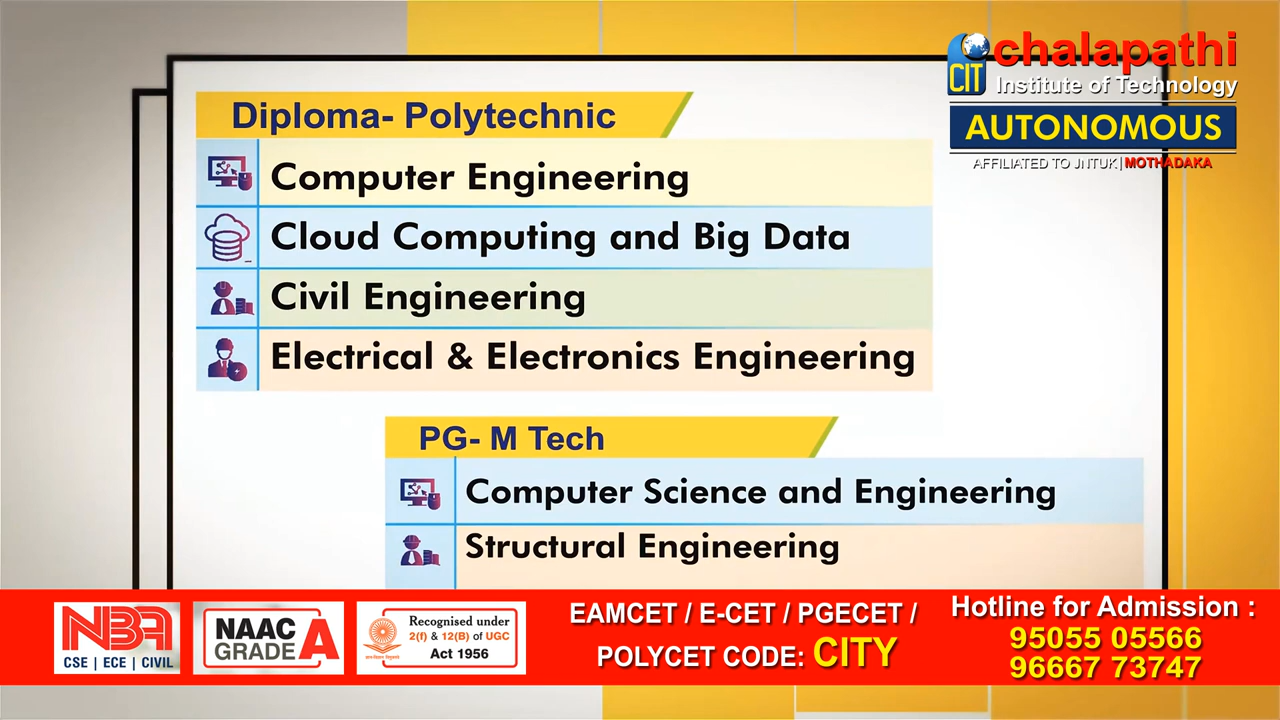 chalapathi
CIT
Institute of Technology
AUTONOMOUS
AFFILIATED TO JNTUK | MOTHADAKA
Diploma- Polytechnic
Computer Engineering
Cloud Computing and Big Data
Civil Engineering
Electrical & Electronics Engineering
PG- M Tech
Computer Science and Engineering
Structural Engineering
NBA
CSE | ECE | CIVIL
NAAC
GRADE A
Recognised under
2(f) & 12(B) of UGC
Act 1956
EAMCET / E-CET / PGECET /
POLYCET CODE: CITY
Hotline for Admission :
95055 05566
96667 73747